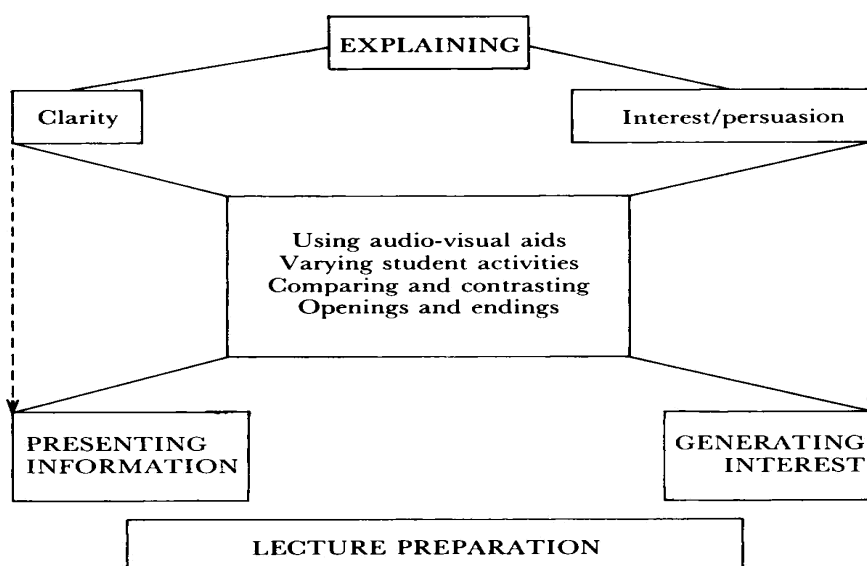 EXPLAINING
Clarity
Interest/persuasion
Using audio-visual aids
Varying student activities
Comparing and contrasting
Openings and endings
PRESENTING
INFORMATION
GENERATING
INTEREST
LECTURE PREPARATION